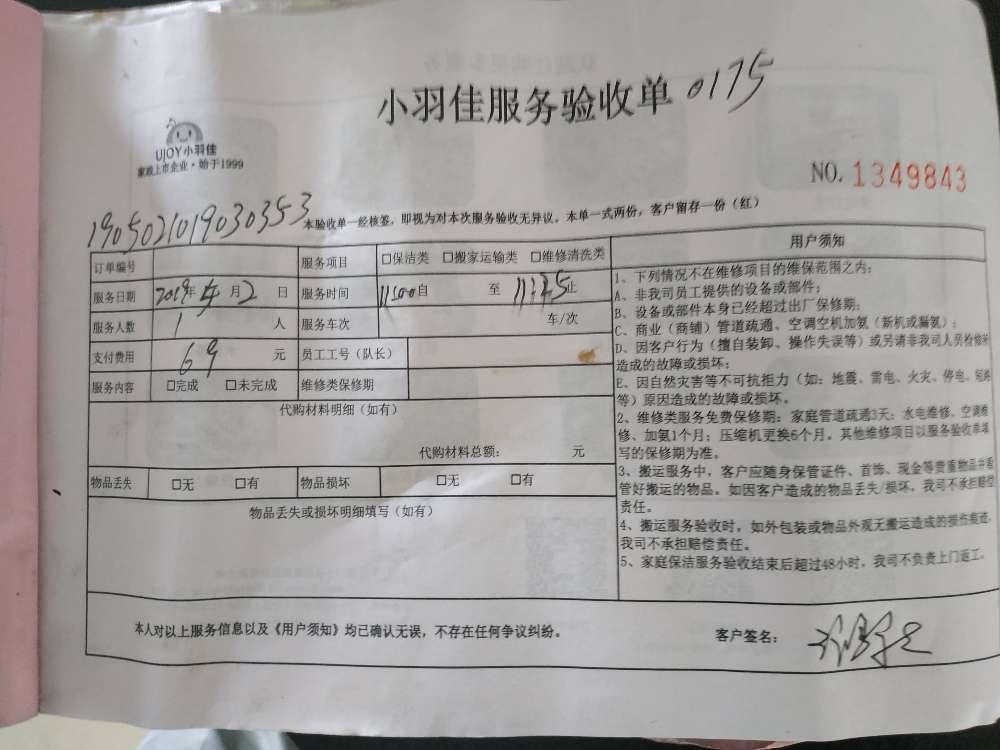 小羽佳服务验收单 0175
UJOY小羽佳
家政上市企业·始于1999
NO. 1349843
1905021019030353
本验收单一经核签，即视为对本次服务验收无异议。本单一式两份，客户留存一份（红）
订单编号 服务项目 □保洁类 □搬家运输类 □维修清洗类
服务日期 2019年 月2日 服务时间 11:00自 至 止
服务人数 1 人 服务车次 车/次
支付费用 69 元 员工工号（队长）
服务内容 □完成 □未完成 维修类保修期
代购材料明细（如有）
代购材料总额： 元
物品丢失 □无 □有 物品损坏 □无 □有
物品丢失或损坏明细填写（如有）
用户须知
1、下列情况不在维修项目的维保范围之内：
A、非我司员工提供的设备或部件；
B、设备或部件本身已经超过出厂保修期；
C、商业（商铺）管道疏通、空调空机加氨（新机或漏氨）；
D、因客户行为（擅自装卸、操作失误等）或另请非我司人员检修所
造成的故障或损坏；
E、因自然灾害等不可抗拒力（如：地震、雷电、火灾、停电、短路
等）原因造成的故障或损坏。
2、维修类服务免费保修期：家庭管道疏通3天；水电维修、空调维
修、加氨1个月；压缩机更换6个月。其他维修项目以服务验收单填
写的保修期为准。
3、搬运服务中，客户应随身保管证件、首饰、现金等贵重物品并看
管好搬运的物品。如因客户造成的物品丢失/损坏，我司不承担赔偿
责任。
4、搬运服务验收时，如外包装或物品外观无搬运造成的损伤痕迹，
我司不承担赔偿责任。
5、家庭保洁服务验收结束后超过48小时，我司不负责上门返工。
本人对以上服务信息以及《用户须知》均已确认无误，不存在任何争议纠纷。
客户签名：